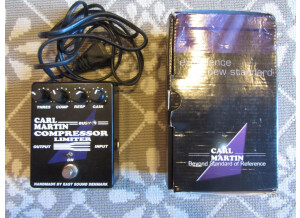 THRES COMP RESP GAIN
CARL
MARTIN
COMPRESSOR
LIMITER
OUTPUT INPUT
ON
HANDMADE BY EAST SOUND DENMARK
new standard
CARL
MARTIN
Beyond Standard of Reference